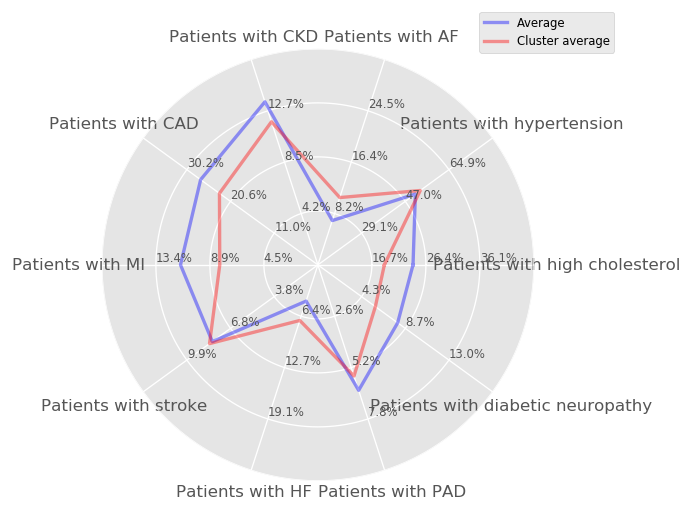 Average
Cluster average
Patients with CKD Patients with AF
12.7% 24.5%
Patients with CAD Patients with hypertension
8.5% 16.4%
30.2% 64.9%
20.6% 47.0%
4.2% 8.2%
11.0% 29.1%
Patients with MI 13.4% 8.9% 4.5% 16.7% 26.4% 36.1% Patients with high cholesterol
3.8% 4.3%
6.4% 2.6%
6.8% 8.7%
9.9% 13.0%
12.7% 5.2%
Patients with stroke Patients with diabetic neuropathy
19.1% 7.8%
Patients with HF Patients with PAD